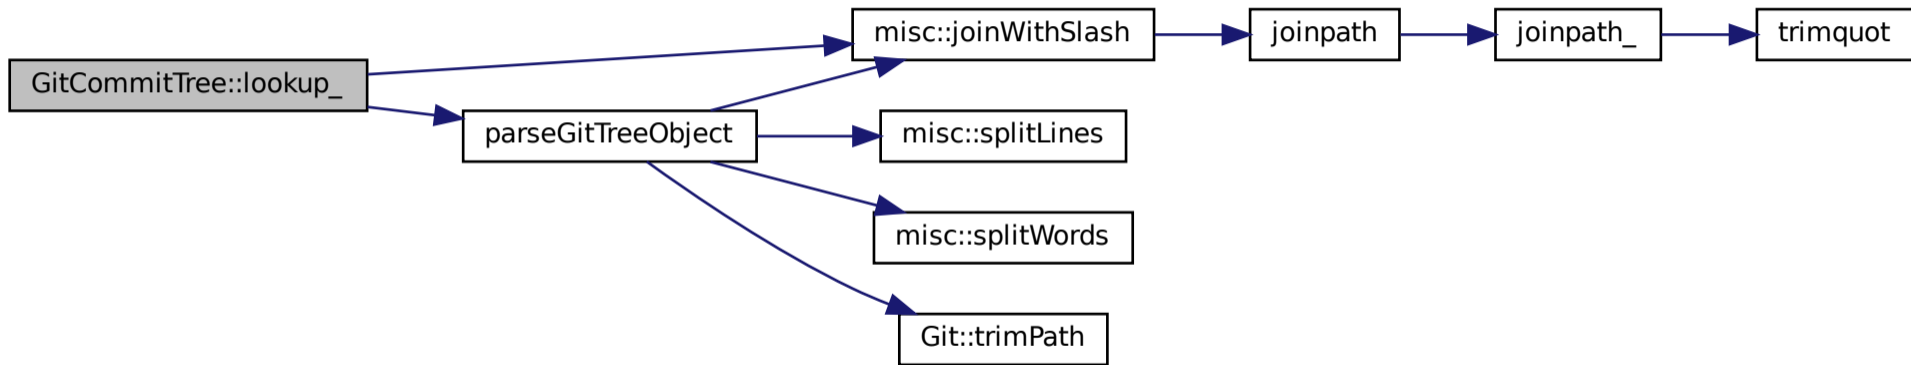 GitCommitTree::lookup_
parseGitTreeObject
misc::joinWithSlash
misc::splitLines
misc::splitWords
Git::trimPath
joinpath
joinpath_
trimquot